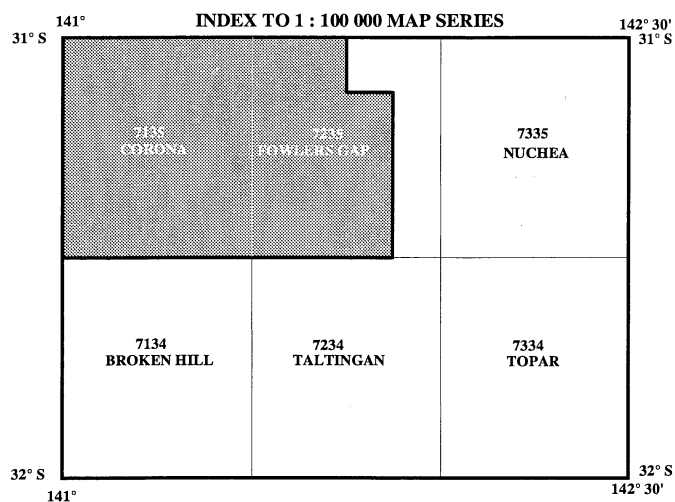 INDEX TO 1 : 100 000 MAP SERIES
141°
142° 30'
31° S
31° S
7135
CORONA
7235
FOWLERS GAP
7335
NUCHEA
7134
BROKEN HILL
7234
TALTINGAN
7334
TOPAR
32° S
32° S
141°
142° 30'